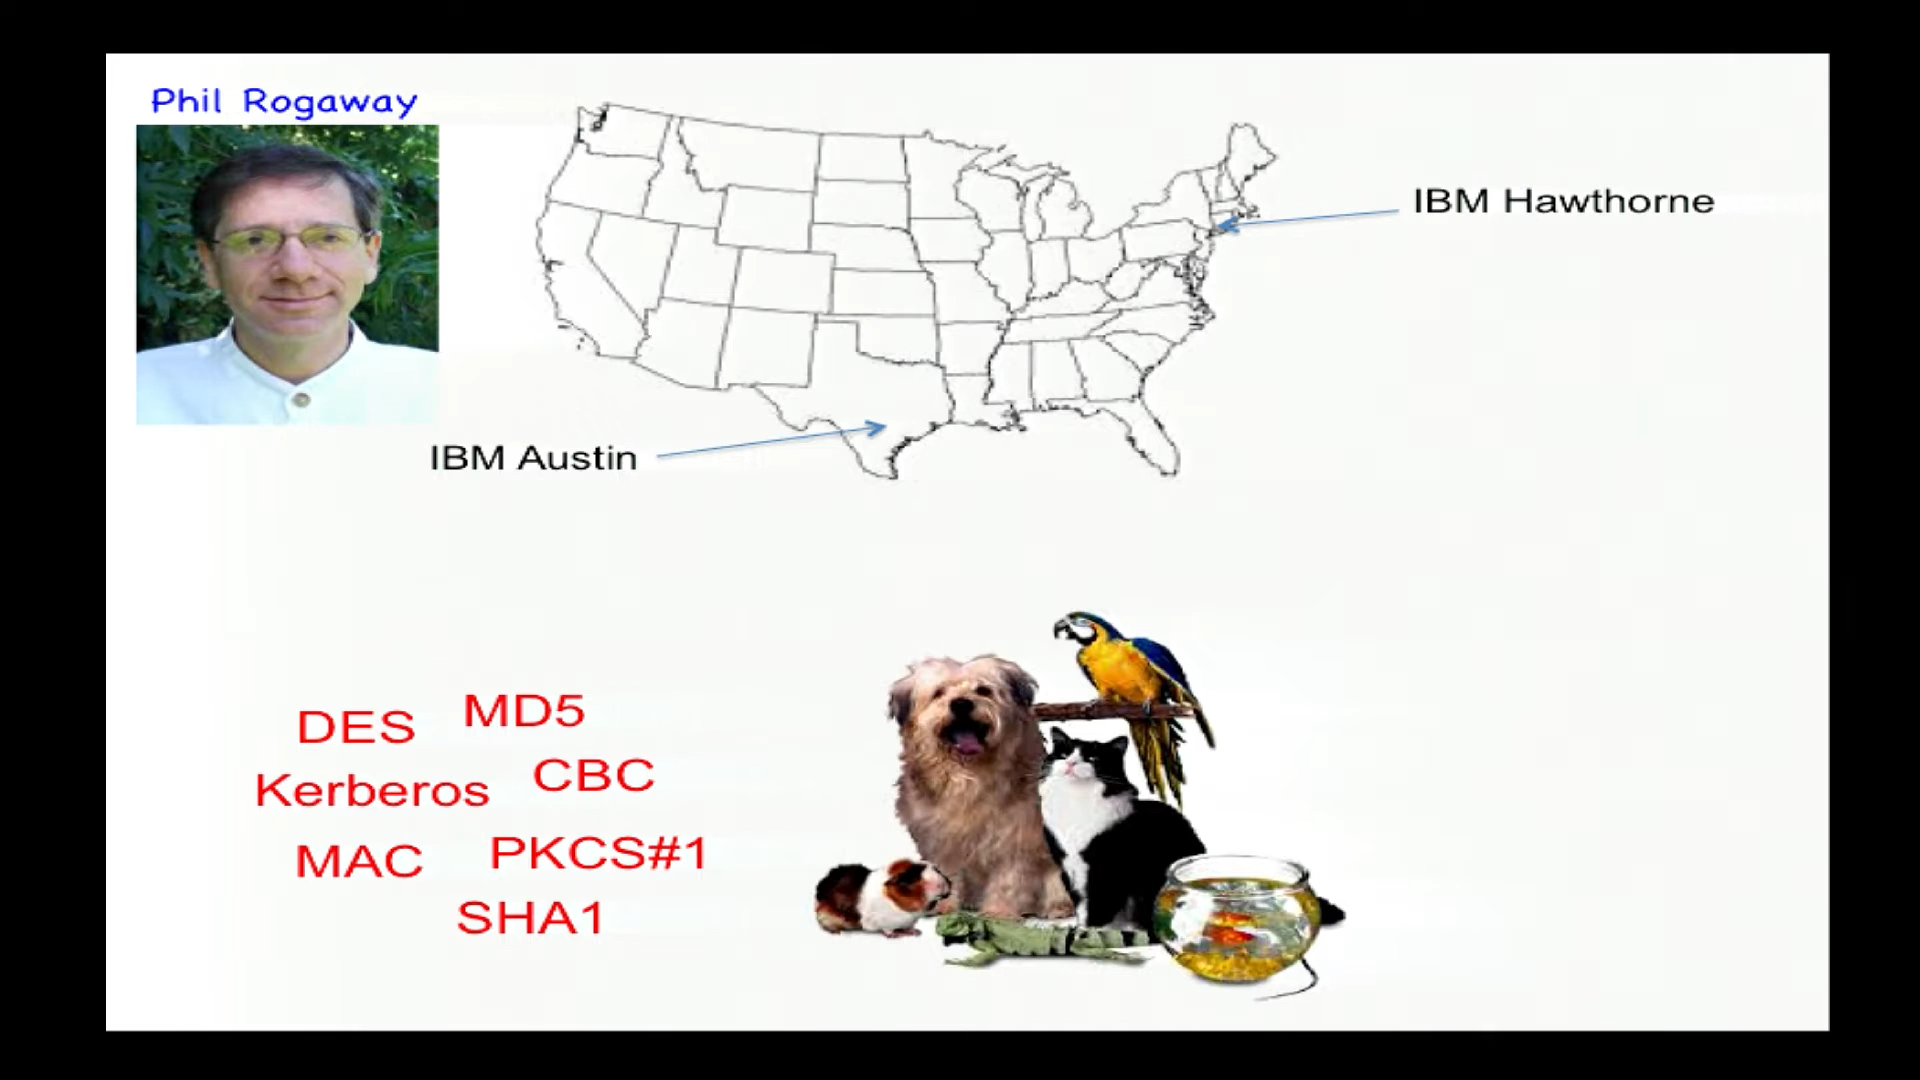 Phil Rogaway
IBM Hawthorne
IBM Austin
DES
MD5
Kerberos
CBC
MAC
PKCS#1
SHA1